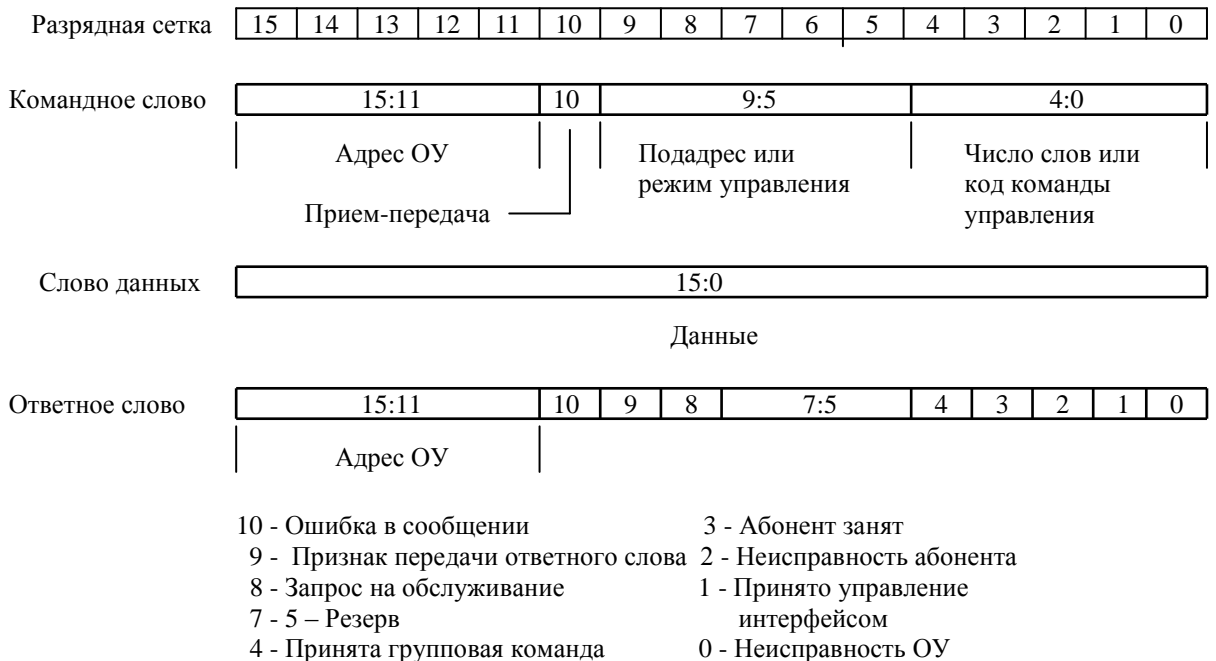 Разрядная сетка 15 14 13 12 11 10 9 8 7 6 5 4 3 2 1 0
Командное слово 15:11 10 9:5 4:0
Адрес ОУ Подадрес или Число слов или
режим управления код команды
Прием-передача управления
Слово данных 15:0
Данные
Ответное слово 15:11 10 9 8 7:5 4 3 2 1 0
Адрес ОУ
10 - Ошибка в сообщении 3 - Абонент занят
9 - Признак передачи ответного слова 2 - Неисправность абонента
8 - Запрос на обслуживание 1 - Принято управление
7 - 5 – Резерв интерфейсом
4 - Принята групповая команда 0 - Неисправность ОУ